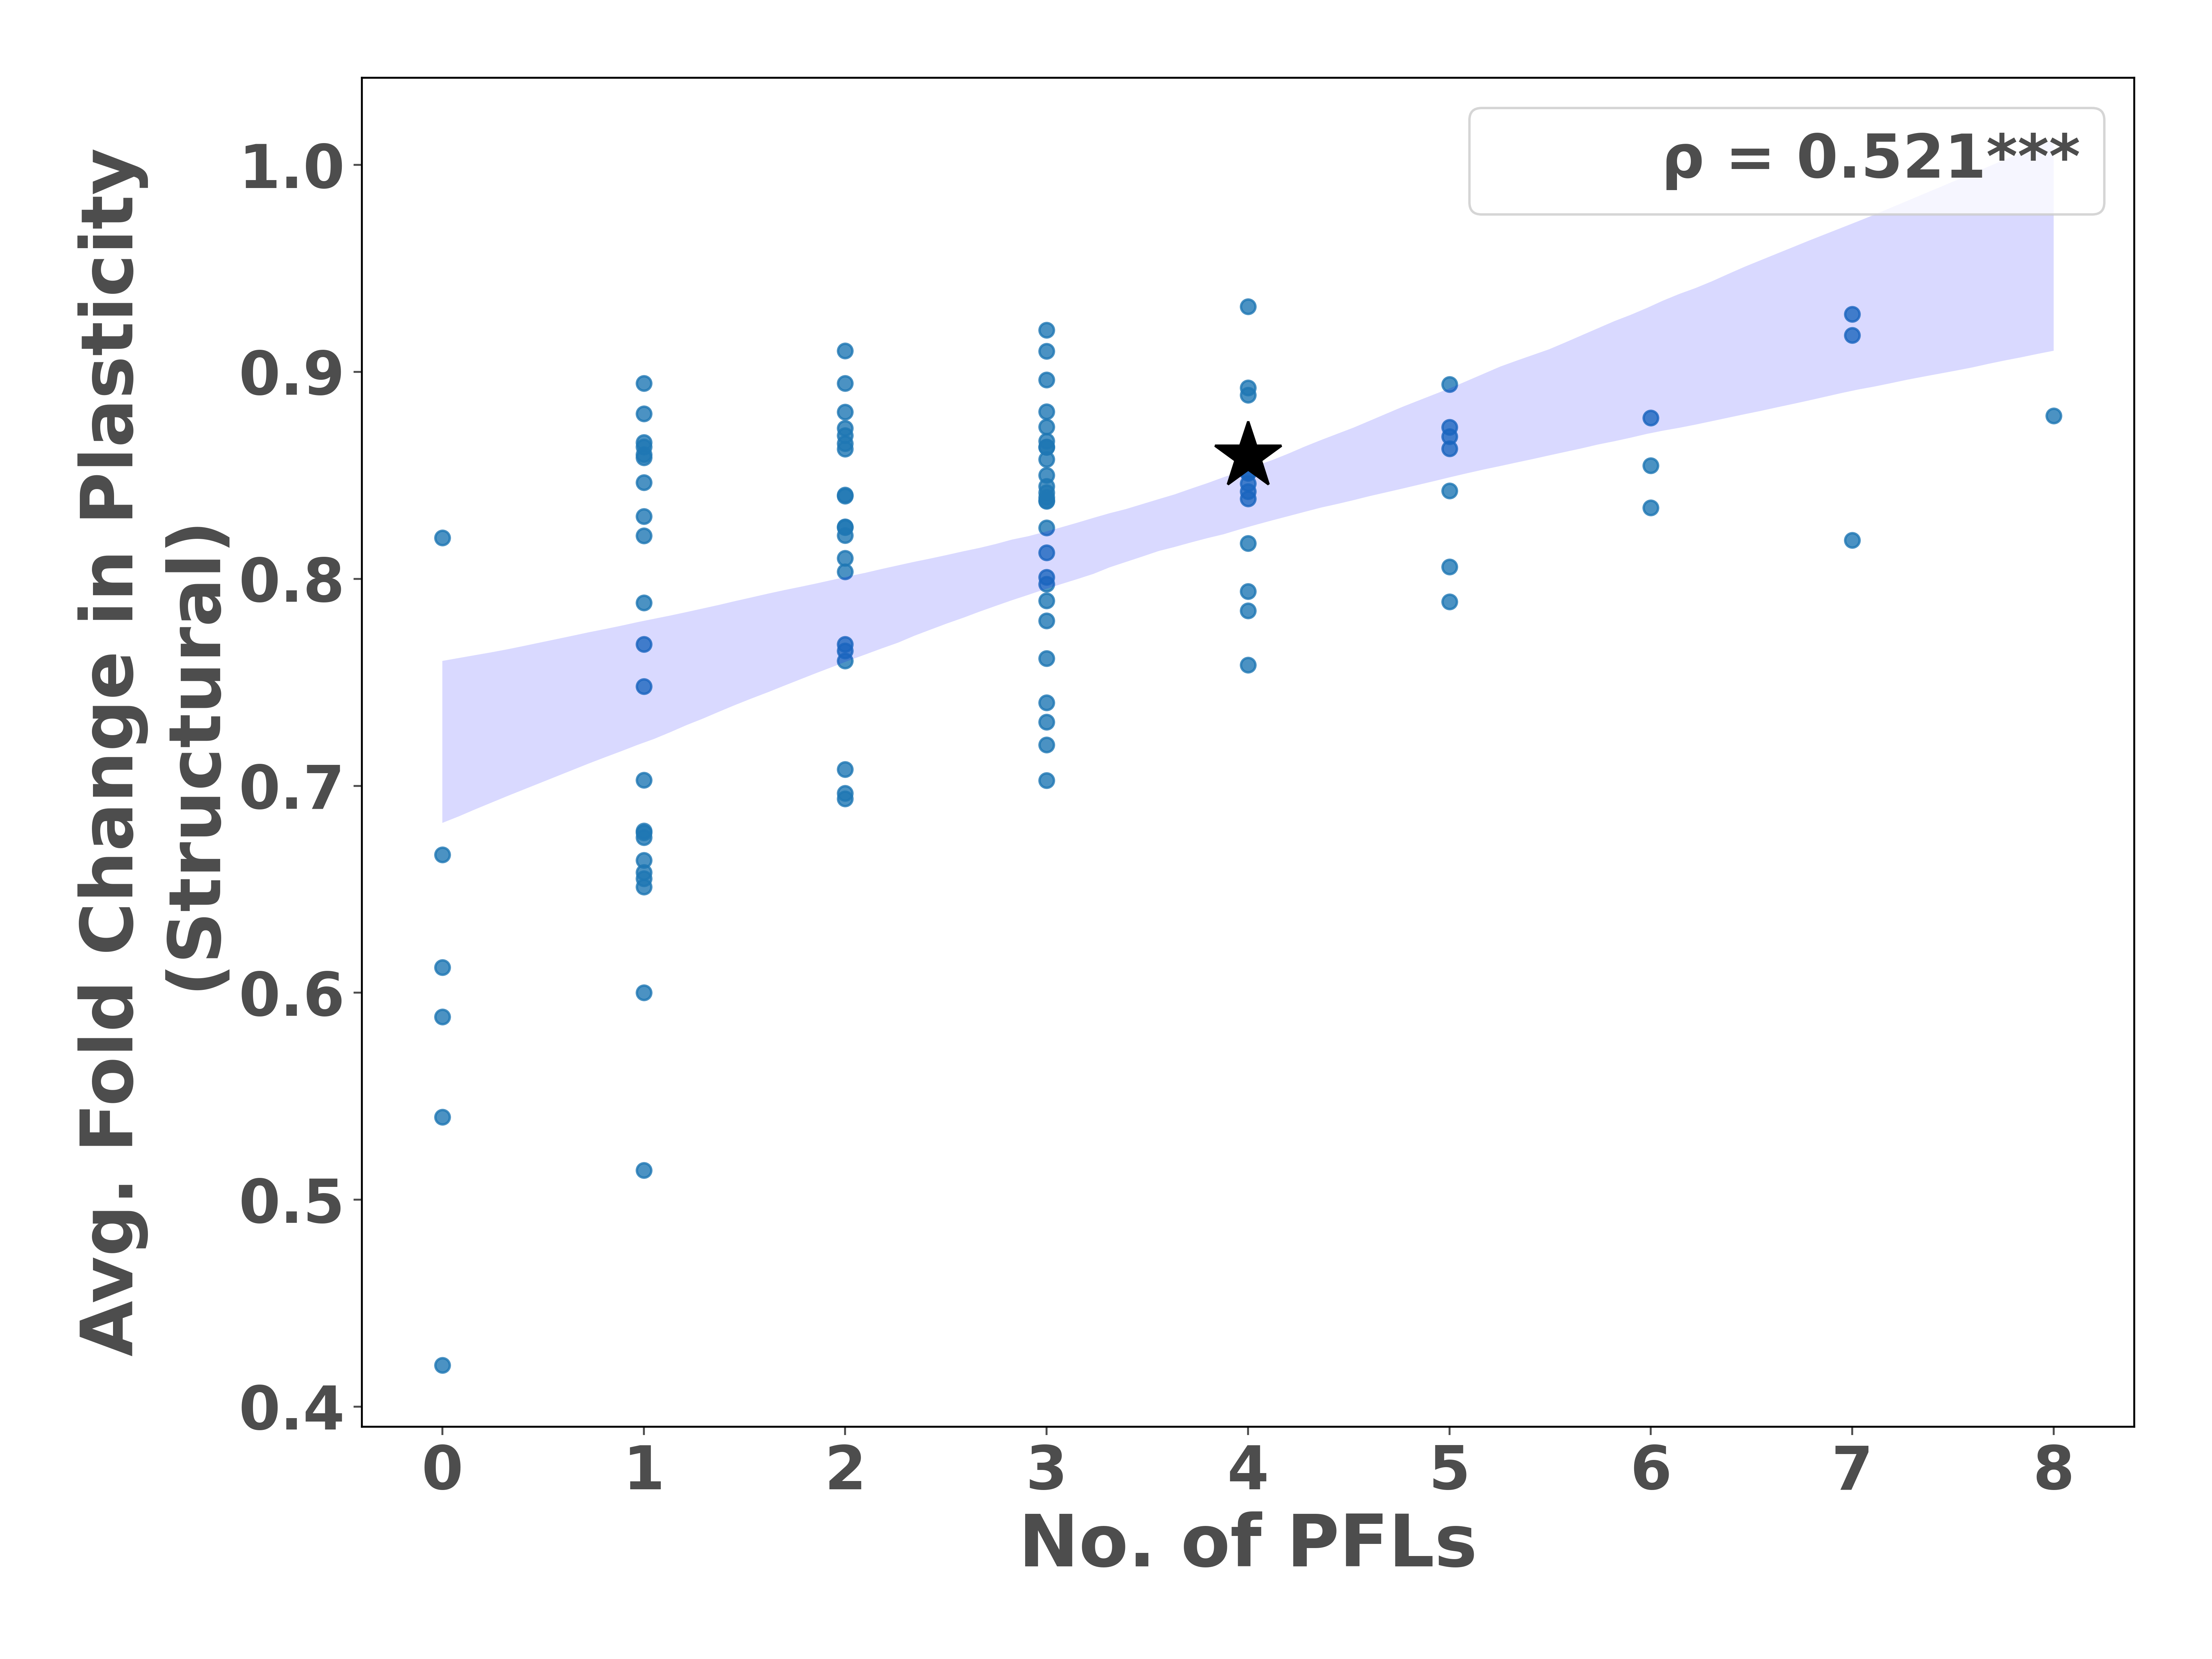 ρ = 0.521***
Avg. Fold Change in Plasticity
(Structural)
1.0
0.9
0.8
0.7
0.6
0.5
0.4
0 1 2 3 4 5 6 7 8
No. of PFLs